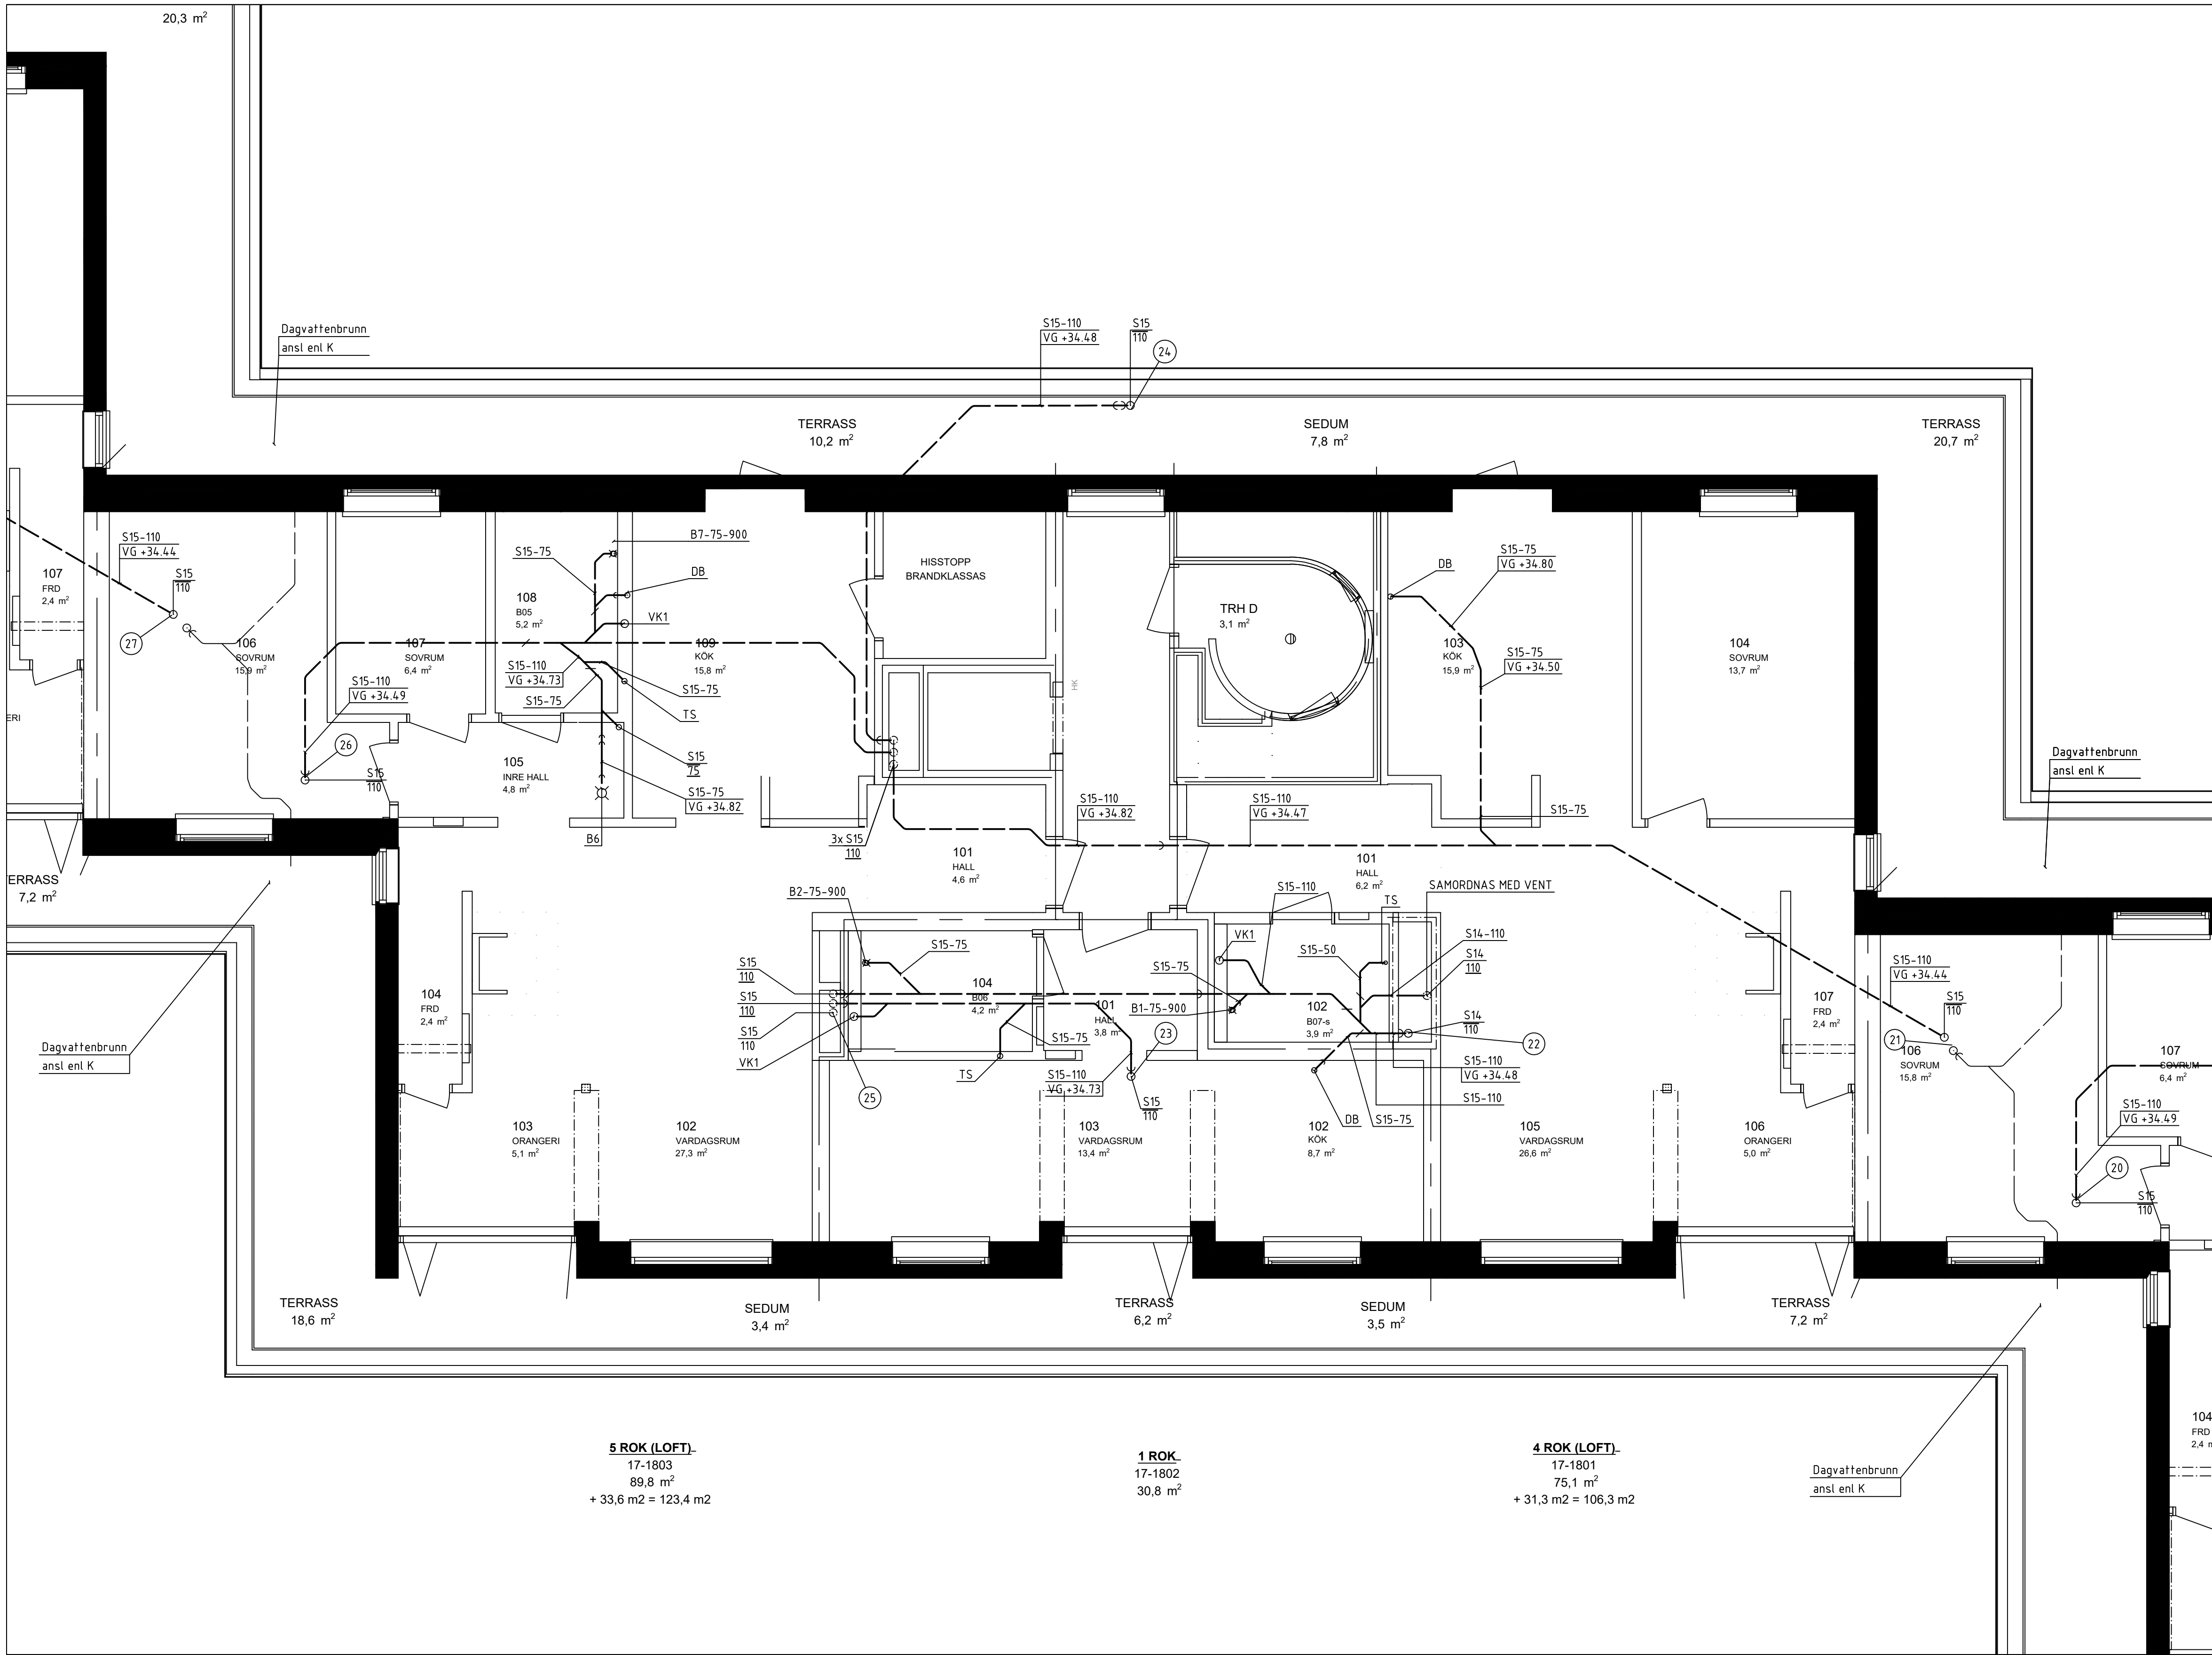 20,3 m²
Dagvattenbrunn
ansl enl K
S15-110
VG +34.48
S15
110
24
TERRASS
10,2 m²
SEDUM
7,8 m²
TERRASS
20,7 m²
S15-110
VG +34.44
S15
110
27
107
FRD
2,4 m²
106
SOVRUM
15,9 m²
107
SOVRUM
6,4 m²
S15-110
VG +34.49
26
S15
110
S15-75
B7-75-900
DB
108
B05
5,2 m²
VK1
109
KÖK
15,8 m²
S15-110
VG +34.73
S15-75
S15-75
TS
S15
75
S15-75
VG +34.82
B6
105
INRE HALL
4,8 m²
HISSTOPP
BRANDKLASSAS
HK
TRH D
3,1 m²
DB
S15-75
VG +34.80
103
KÖK
15,9 m²
S15-75
VG +34.50
104
SOVRUM
13,7 m²
Dagvattenbrunn
ansl enl K
ERI
TERRASS
7,2 m²
3x S15
110
S15-110
VG +34.82
S15-110
VG +34.47
S15-75
101
HALL
4,6 m²
101
HALL
6,2 m²
B2-75-900
S15-110
SAMORDNAS MED VENT
TS
S15-75
VK1
S15-50
S14-110
S14
110
S15
110
S15
110
S15
110
VK1
25
104
B06
4,2 m²
S15-75
B1-75-900
101
HALL
3,8 m²
23
S15-75
TS
S15-110
VG +34.73
S15
110
102
B07-s
3,9 m²
S14
110
22
S15-110
VG +34.48
S15-110
DB
S15-75
104
FRD
2,4 m²
Dagvattenbrunn
ansl enl K
103
ORANGERI
5,1 m²
102
VARDAGSRUM
27,3 m²
103
VARDAGSRUM
13,4 m²
102
KÖK
8,7 m²
105
VARDAGSRUM
26,6 m²
106
ORANGERI
5,0 m²
107
FRD
2,4 m²
S15-110
VG +34.44
S15
110
21
106
SOVRUM
15,8 m²
107
SOVRUM
6,4 m²
S15-110
VG +34.49
20
S15
110
TERRASS
18,6 m²
SEDUM
3,4 m²
TERRASS
6,2 m²
SEDUM
3,5 m²
TERRASS
7,2 m²
5 ROK (LOFT)
17-1803
89,8 m²
+ 33,6 m2 = 123,4 m2
1 ROK
17-1802
30,8 m²
4 ROK (LOFT)
17-1801
75,1 m²
+ 31,3 m2 = 106,3 m2
Dagvattenbrunn
ansl enl K
104
FRD
2,4 m